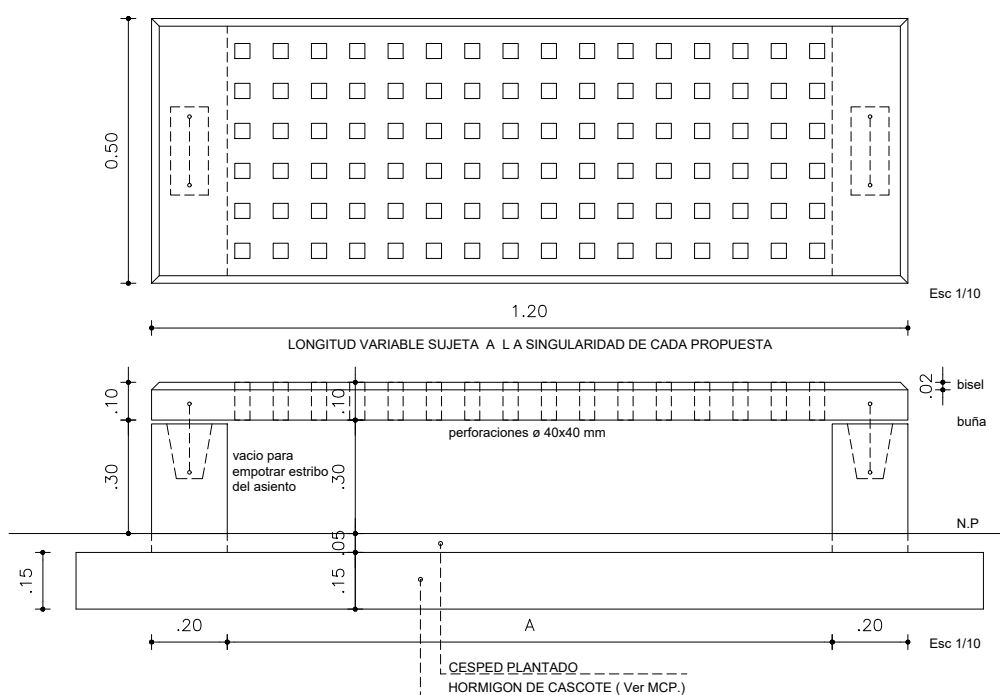 0.50
Esc 1/10
1.20
LONGITUD VARIABLE SUJETA A L A SINGULARIDAD DE CADA PROPUESTA
.10
.10
.02
bisel
buña
perforaciones ø 40x40 mm
vacio para
empotrar estribo
del asiento
.30
.30
N.P
.05
.15
.15
.20
A
.20
Esc 1/10
CESPED PLANTADO
HORMIGON DE CASCOTE ( Ver MCP.)